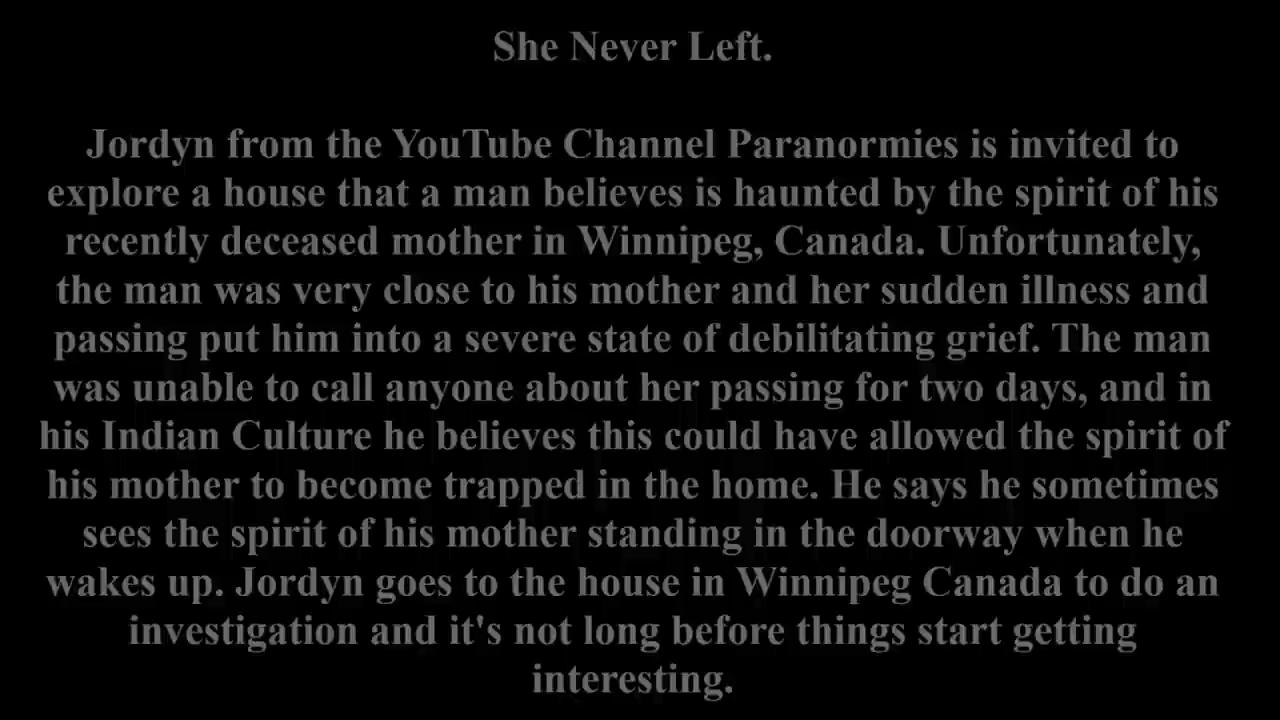 She Never Left.
Jordyn from the YouTube Channel Paranormies is invited to
explore a house that a man believes is haunted by the spirit of his
recently deceased mother in Winnipeg, Canada. Unfortunately,
the man was very close to his mother and her sudden illness and
passing put him into a severe state of debilitating grief. The man
was unable to call anyone about her passing for two days, and in
his Indian Culture he believes this could have allowed the spirit of
his mother to become trapped in the home. He says he sometimes
sees the spirit of his mother standing in the doorway when he
wakes up. Jordyn goes to the house in Winnipeg Canada to do an
investigation and it's not long before things start getting
interesting.